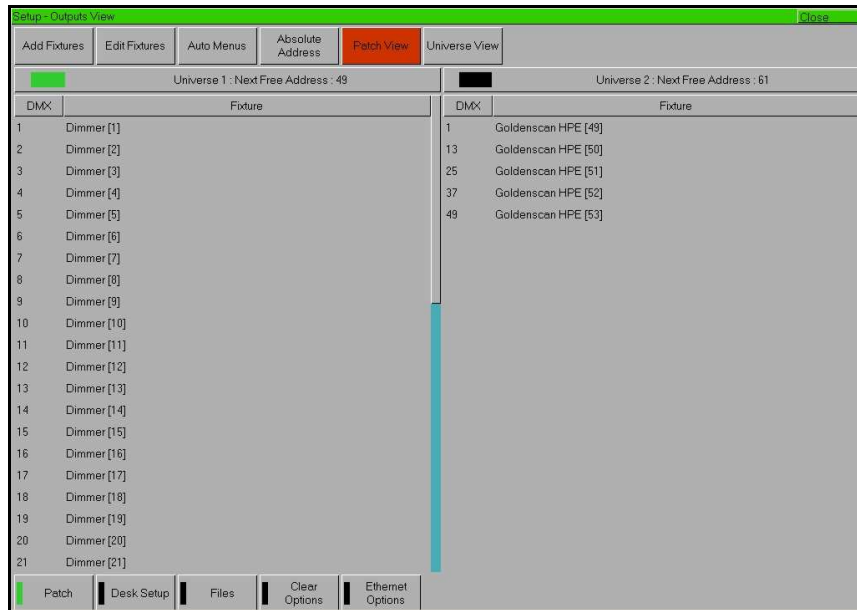 Setup - Outputs View Close
Add Fixtures Edit Fixtures Auto Menus Absolute Address Patch View Universe View
Universe 1 : Next Free Address : 49 Universe 2 : Next Free Address : 61
DMX Fixture DMX Fixture
1 Dimmer [1] 1 Goldenscan HPE [49]
2 Dimmer [2] 13 Goldenscan HPE [50]
3 Dimmer [3] 25 Goldenscan HPE [51]
4 Dimmer [4] 37 Goldenscan HPE [52]
5 Dimmer [5] 49 Goldenscan HPE [53]
6 Dimmer [6]
7 Dimmer [7]
8 Dimmer [8]
9 Dimmer [9]
10 Dimmer [10]
11 Dimmer [11]
12 Dimmer [12]
13 Dimmer [13]
14 Dimmer [14]
15 Dimmer [15]
16 Dimmer [16]
17 Dimmer [17]
18 Dimmer [18]
19 Dimmer [19]
20 Dimmer [20]
21 Dimmer [21]
Patch Desk Setup Files Clear Options Ethernet Options